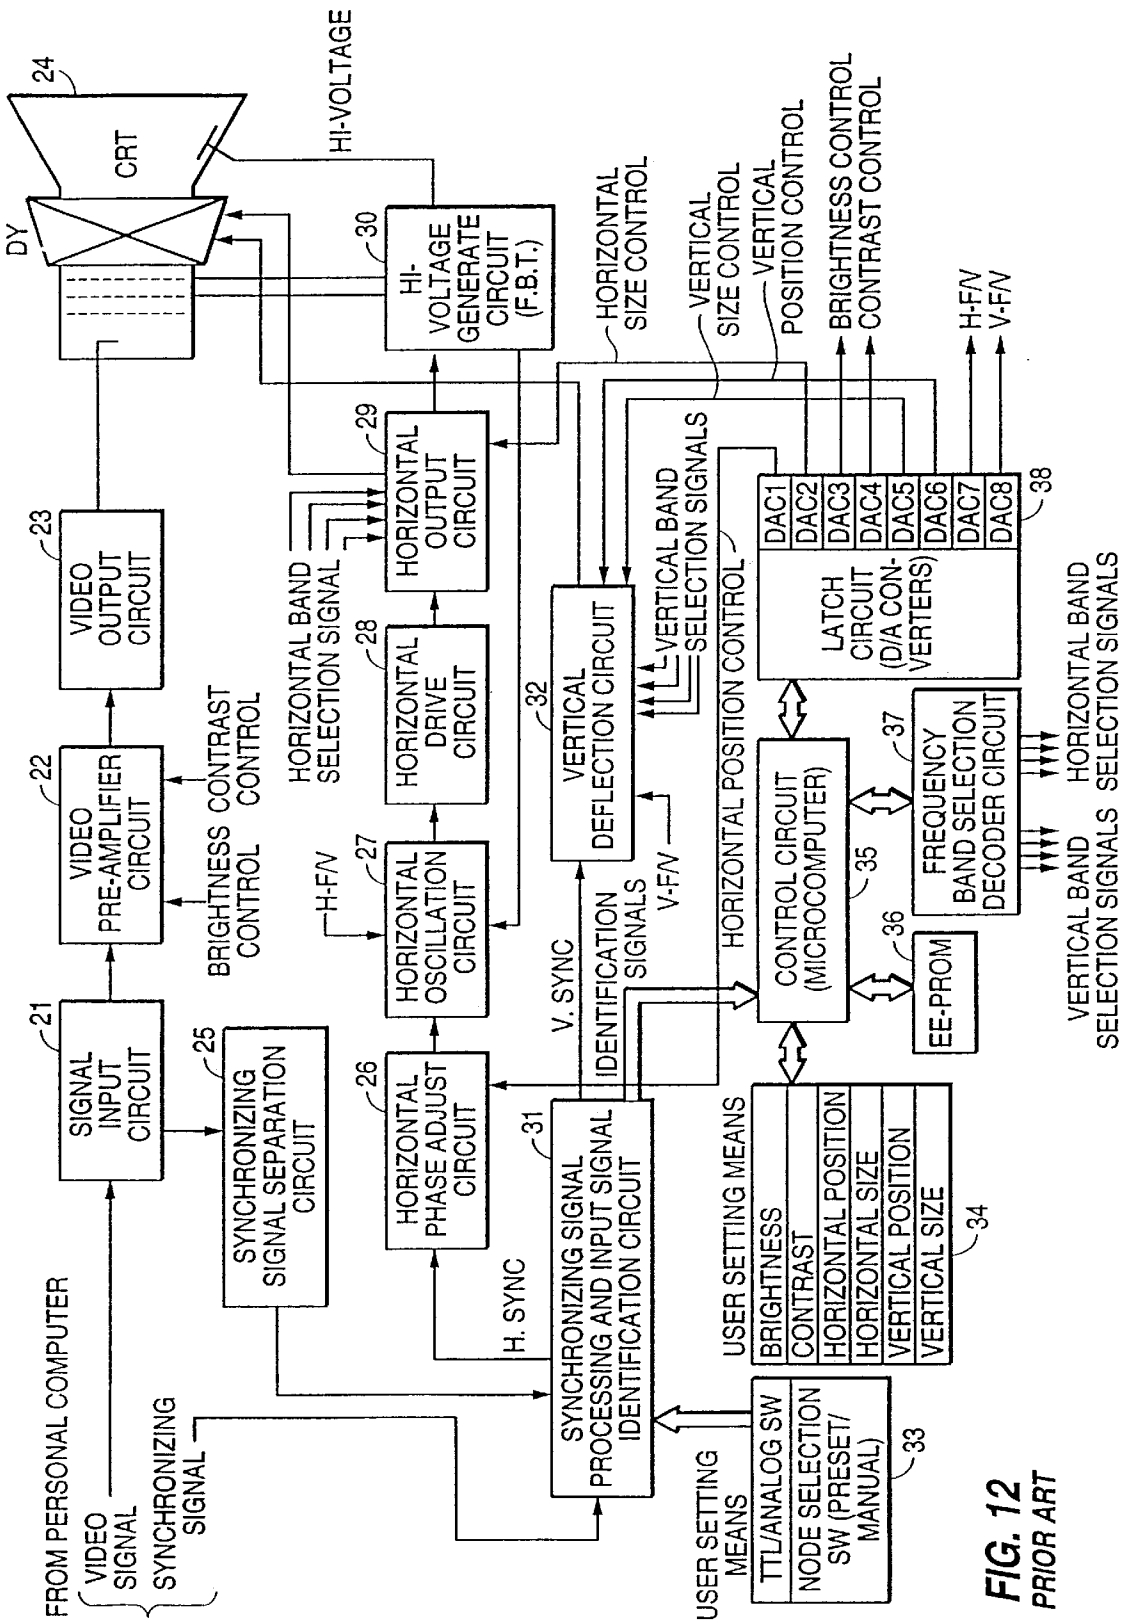 FROM PERSONAL COMPUTER
VIDEO
SIGNAL
SYNCHRONIZING
SIGNAL
21
SIGNAL
INPUT
CIRCUIT
22
VIDEO
PRE-AMPLIFIER
CIRCUIT
BRIGHTNESS
CONTROL
CONTRAST
CONTROL
23
VIDEO
OUTPUT
CIRCUIT
DY
CRT
24
HI-VOLTAGE
25
SYNCHRONIZING
SIGNAL SEPARATION
CIRCUIT
26
HORIZONTAL
PHASE ADJUST
CIRCUIT
H-F/V
27
HORIZONTAL
OSCILLATION
CIRCUIT
28
HORIZONTAL
DRIVE
CIRCUIT
HORIZONTAL BAND
SELECTION SIGNAL
29
HORIZONTAL
OUTPUT
CIRCUIT
30
HI-
VOLTAGE
GENERATE
CIRCUIT
(F.B.T.)
H. SYNC
31
SYNCHRONIZING SIGNAL
PROCESSING AND INPUT SIGNAL
IDENTIFICATION CIRCUIT
V. SYNC
IDENTIFICATION
SIGNALS
V-F/V
32
VERTICAL
DEFLECTION CIRCUIT
VERTICAL BAND
SELECTION SIGNALS
HORIZONTAL POSITION CONTROL
HORIZONTAL
SIZE CONTROL
VERTICAL
SIZE CONTROL
VERTICAL
POSITION CONTROL
BRIGHTNESS CONTROL
CONTRAST CONTROL
H-F/V
V-F/V
USER SETTING
MEANS
TTL/ANALOG SW
NODE SELECTION
SW (PRESET/
MANUAL)
33
USER SETTING MEANS
BRIGHTNESS
CONTRAST
HORIZONTAL POSITION
HORIZONTAL SIZE
VERTICAL POSITION
VERTICAL SIZE
34
CONTROL CIRCUIT
(MICROCOMPUTER)
35
36
EE-PROM
37
FREQUENCY
BAND SELECTION
DECODER CIRCUIT
VERTICAL BAND
SELECTION SIGNALS
HORIZONTAL BAND
SELECTION SIGNALS
LATCH
CIRCUIT
(D/A CON-
VERTERS)
DAC1
DAC2
DAC3
DAC4
DAC5
DAC6
DAC7
DAC8
38
FIG. 12
PRIOR ART